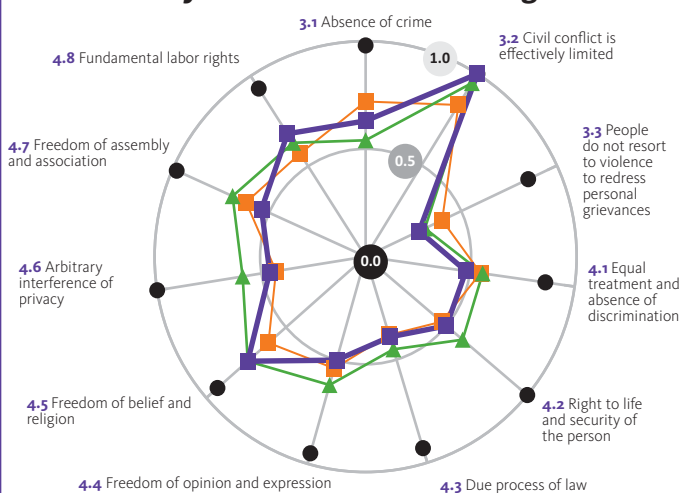 3.1 Absence of crime
3.2 Civil conflict is
effectively limited
1.0
4.8 Fundamental labor rights
3.3 People
do not resort
to violence
to redress
personal
grievances
4.7 Freedom of assembly
and association
0.5
0.0
4.6 Arbitrary
interference of
privacy
4.1 Equal
treatment and
absence of
discrimination
4.5 Freedom of belief and
religion
4.2 Right to life
and security of
the person
4.4 Freedom of opinion and expression
4.3 Due process of law